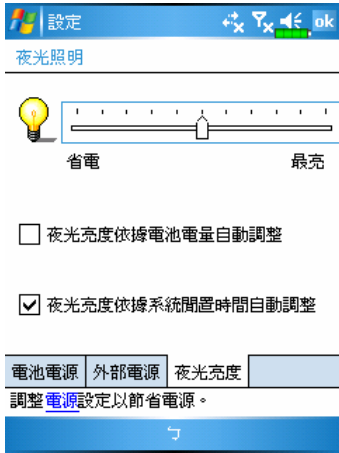 設定
ok
夜光照明
省電 最亮
夜光亮度依據電池電量自動調整
夜光亮度依據系統閒置時間自動調整
電池電源 外部電源 夜光亮度
調整電源設定以節省電源。